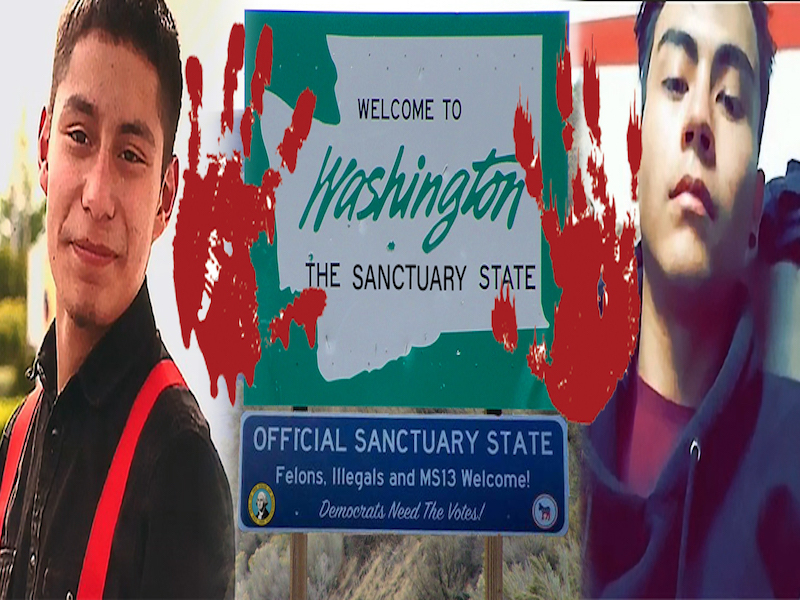 WELCOME TO
Washington
THE SANCTUARY STATE
OFFICIAL SANCTUARY STATE
Felons, Illegals and MS13 Welcome!
Democrats Need The Votes!